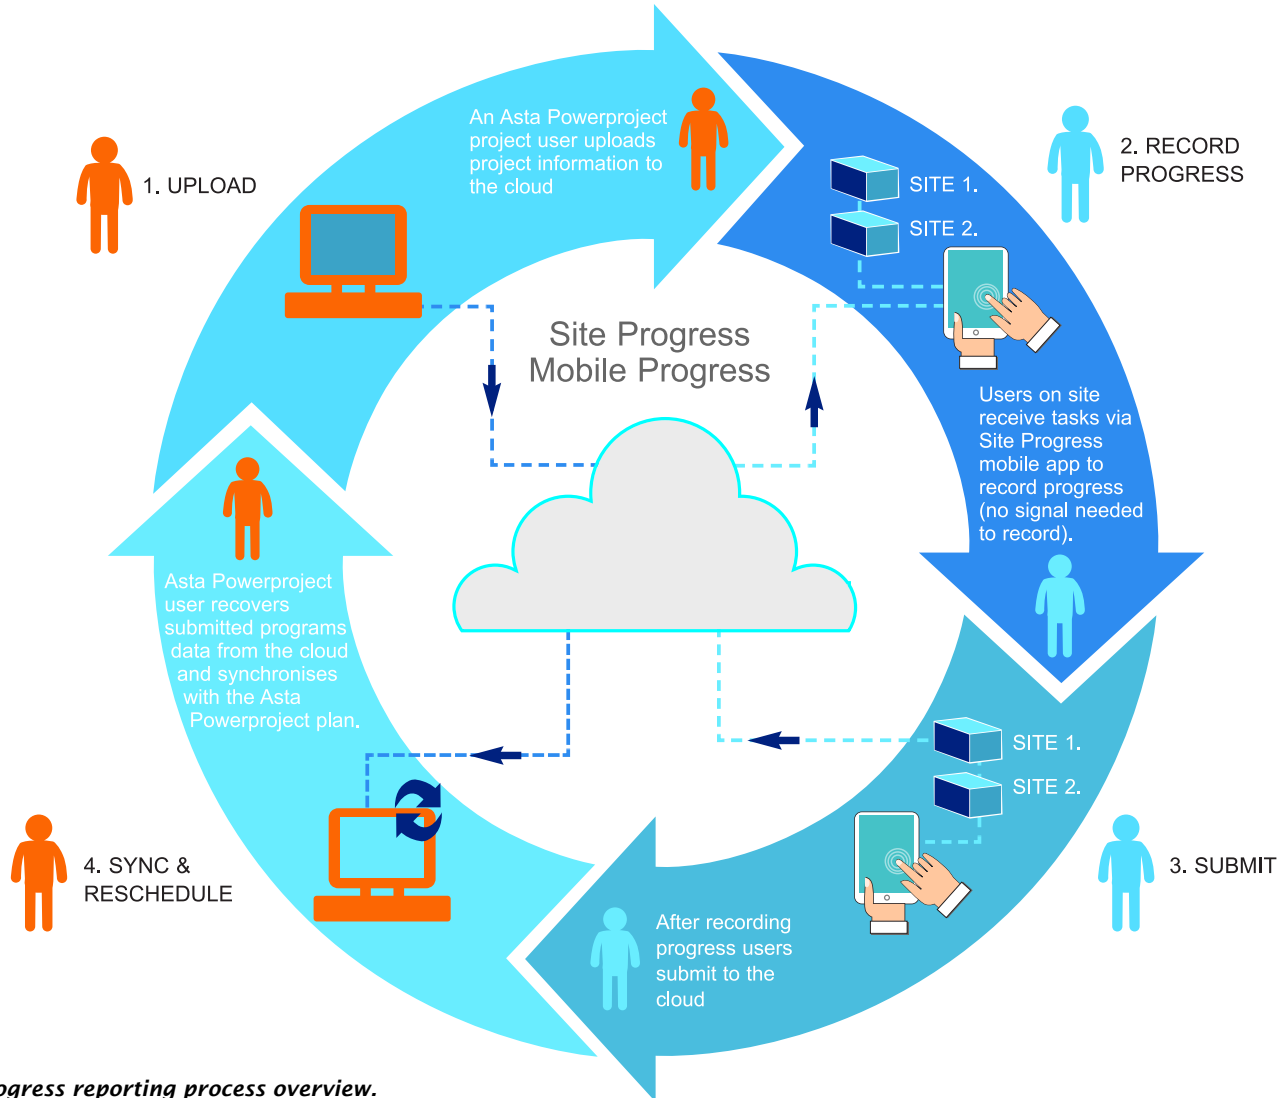 1. UPLOAD
An Asta Powerproject
project user uploads
project information to
the cloud
2. RECORD
PROGRESS
SITE 1.
SITE 2.
Users on site
receive tasks via
Site Progress
mobile app to
record progress
(no signal needed
to record).
Site Progress
Mobile Progress
SITE 1.
SITE 2.
3. SUBMIT
After recording
progress users
submit to the
cloud
4. SYNC &
RESCHEDULE
Asta Powerproject
user recovers
submitted programs
data from the cloud
and synchronises
with the Asta
Powerproject plan.
ogress reporting process overview.